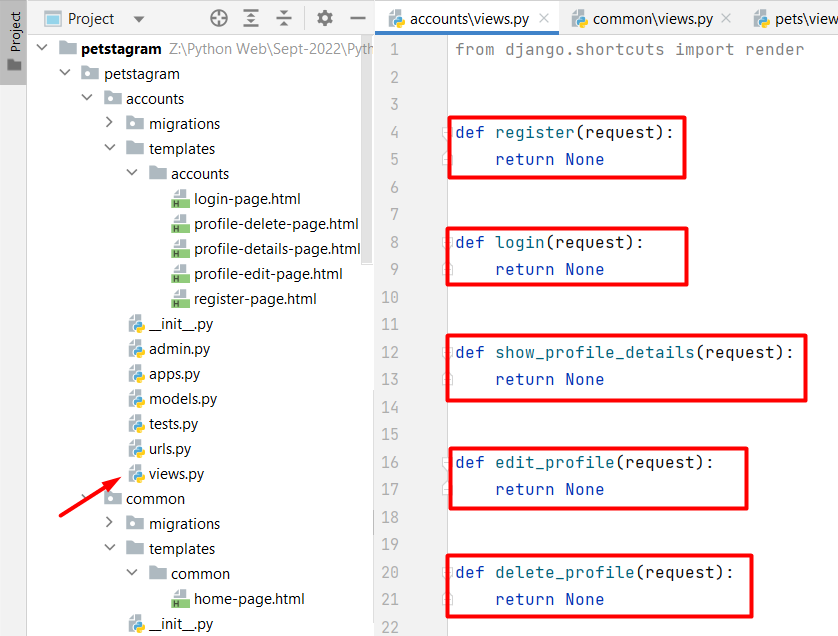 Project
Project
petstagram Z:\Python Web\Sept-2022\Pyth
petstagram
accounts
migrations
templates
accounts
login-page.html
profile-delete-page.html
profile-details-page.html
profile-edit-page.html
register-page.html
__init__.py
admin.py
apps.py
models.py
tests.py
urls.py
views.py
common
migrations
templates
common
home-page.html
__init__.py
accounts\views.py
common\views.py
pets\view
1 from django.shortcuts import render
2
3
4 def register(request):
5 return None
6
7
8 def login(request):
9 return None
10
11
12 def show_profile_details(request):
13 return None
14
15
16 def edit_profile(request):
17 return None
18
19
20 def delete_profile(request):
21 return None
22